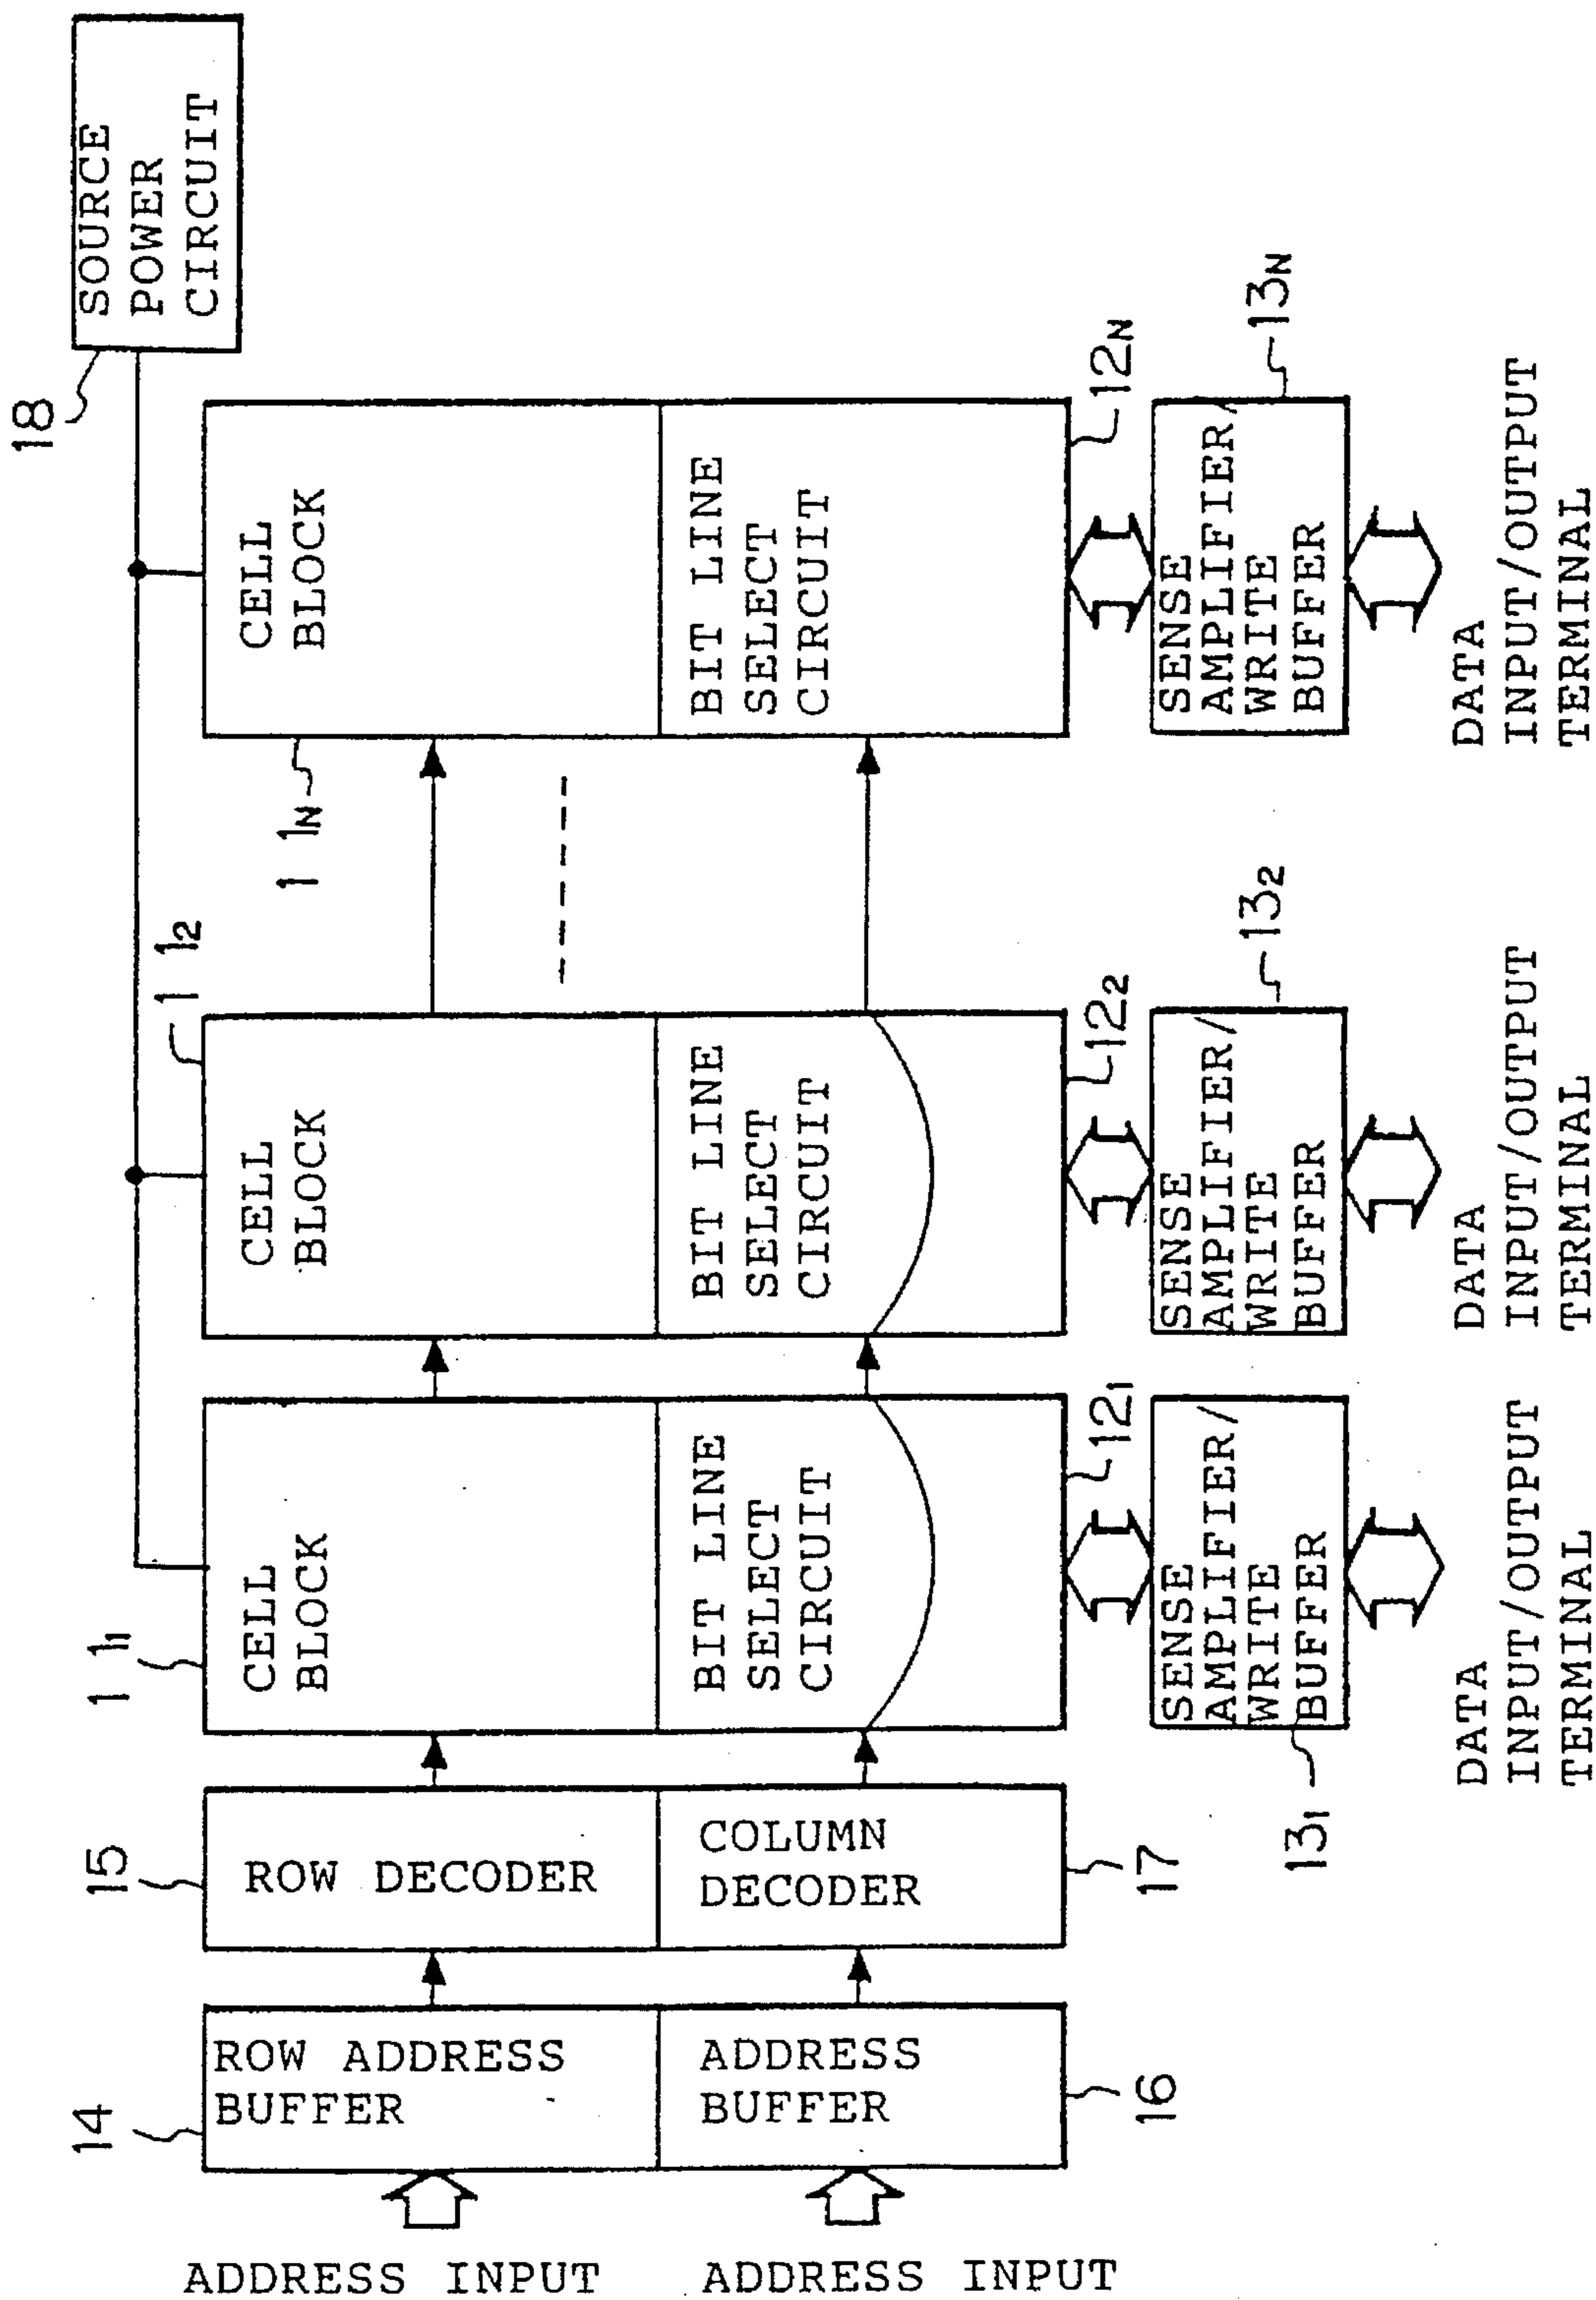 18
SOURCE
POWER
CIRCUIT
11₁
CELL
BLOCK
11₂
CELL
BLOCK
11N
CELL
BLOCK
BIT LINE
SELECT
CIRCUIT
12₁
BIT LINE
SELECT
CIRCUIT
12₂
BIT LINE
SELECT
CIRCUIT
12N
15
ROW DECODER
COLUMN
DECODER
17
14
ROW ADDRESS
BUFFER
ADDRESS
BUFFER
16
ADDRESS INPUT
ADDRESS INPUT
SENSE
AMPLIFIER/
WRITE
BUFFER
13₁
SENSE
AMPLIFIER/
WRITE
BUFFER
13₂
SENSE
AMPLIFIER/
WRITE
BUFFER
13N
DATA
INPUT/OUTPUT
TERMINAL
DATA
INPUT/OUTPUT
TERMINAL
DATA
INPUT/OUTPUT
TERMINAL